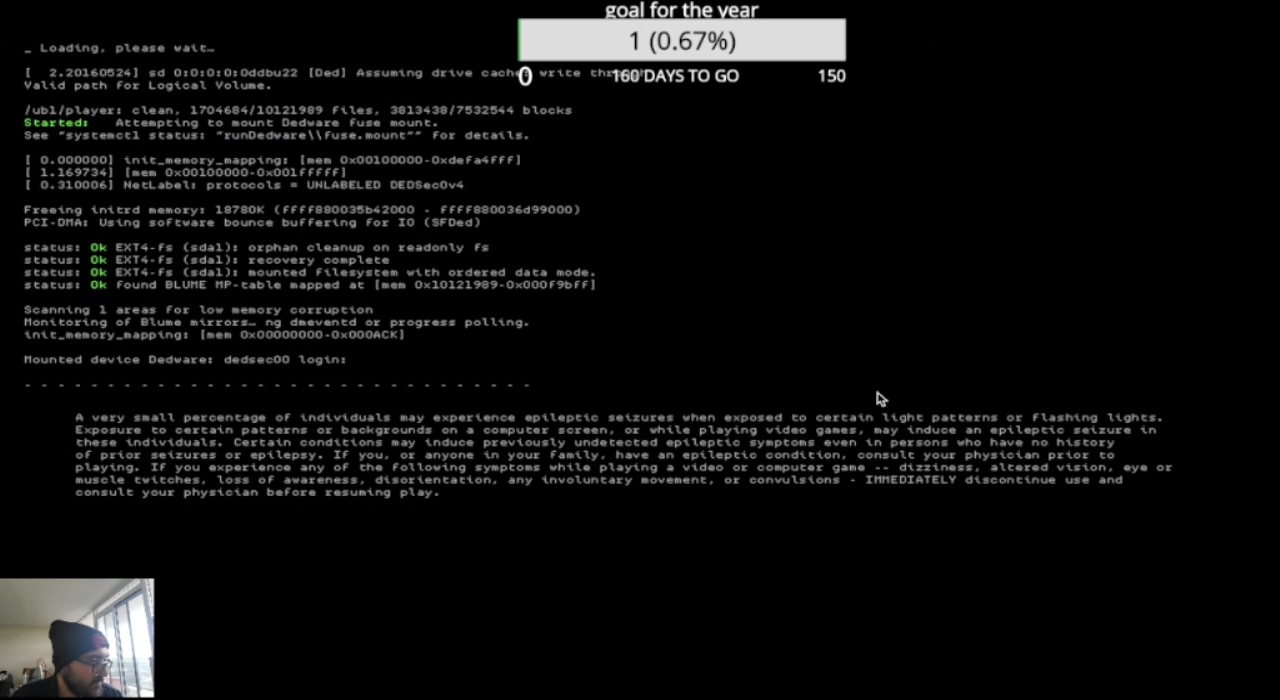 goal for the year
1 (0.67%)
0 160 DAYS TO GO 150
_ Loading, please wait…
[ 2.20160524] sd 0:0:0:0:0ddbu22 [Ded] Assuming drive cache: write through
Valid path for Logical Volume.
/ubl/player: clean, 1704684/10121989 files, 3813438/7532544 blocks
Started: Attempting to mount Dedware fuse mount.
See "systemctl status: "runDedware\\fuse.mount"" for details.
[ 0.000000] init_memory_mapping: [mem 0x00100000-0xdefa4fff]
[ 1.169734] [mem 0x00100000-0x001fffff]
[ 0.310006] NetLabel: protocols = UNLABELED DEDSec0v4
Freeing initrd memory: 18780K (ffff880035b42000 - ffff880036d99000)
PCI-DMA: Using software bounce buffering for IO (SFDed)
status: Ok EXT4-fs (sda1): orphan cleanup on readonly fs
status: Ok EXT4-fs (sda1): recovery complete
status: Ok EXT4-fs (sda1): mounted filesystem with ordered data mode.
status: Ok found BLUME MP-table mapped at [mem 0x10121989-0x000f9bff]
Scanning 1 areas for low memory corruption
Monitoring of Blume mirrors… ng dmeventd or progress polling.
init_memory_mapping: [mem 0x00000000-0x000ACK]
Mounted device Dedware: dedsec00 login:
- - - - - - - - - - - - - - - - - - - - - - - - - - - - - - -
A very small percentage of individuals may experience epileptic seizures when exposed to certain light patterns or flashing lights.
Exposure to certain patterns or backgrounds on a computer screen, or while playing video games, may induce an epileptic seizure in
these individuals. Certain conditions may induce previously undetected epileptic symptoms even in persons who have no history
of prior seizures or epilepsy. If you, or anyone in your family, have an epileptic condition, consult your physician prior to
playing. If you experience any of the following symptoms while playing a video or computer game -- dizziness, altered vision, eye or
muscle twitches, loss of awareness, disorientation, any involuntary movement, or convulsions - IMMEDIATELY discontinue use and
consult your physician before resuming play.